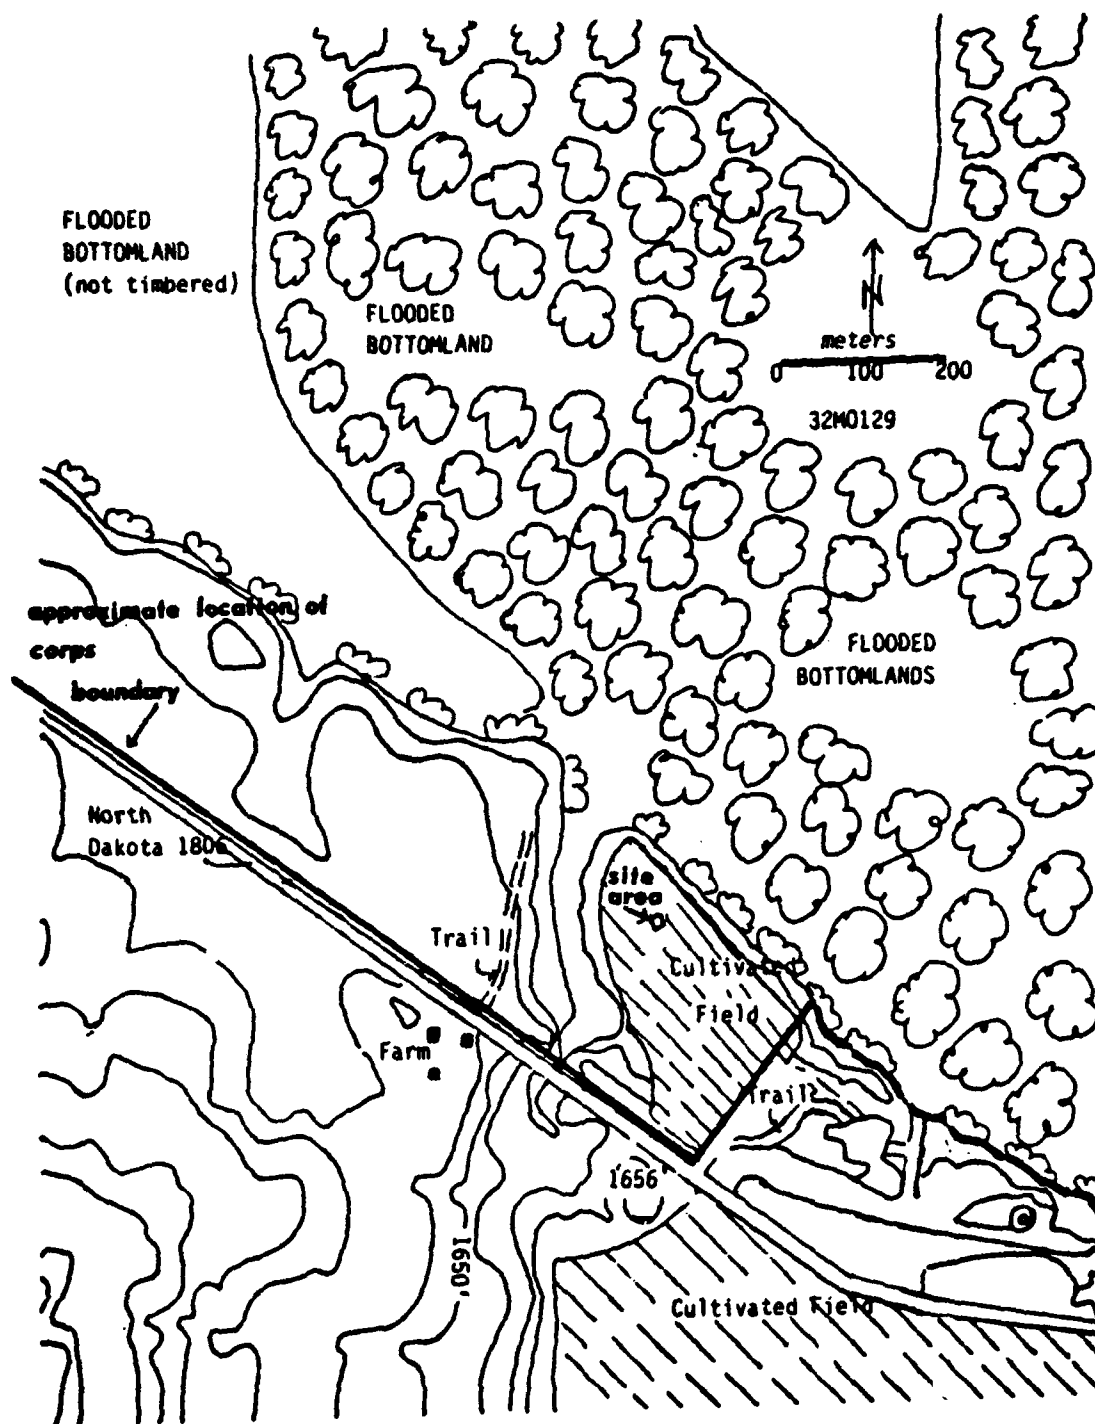 FLOODED
BOTTOMLAND
(not timbered)
FLOODED
BOTTOMLAND
N
meters
0 100 200
32MO129
approximate location of
corps
boundary
FLOODED
BOTTOMLANDS
North
Dakota 1806
site
area
Trail
Cultivated
Field
Farm
Trail
1656'
1650'
Cultivated Field